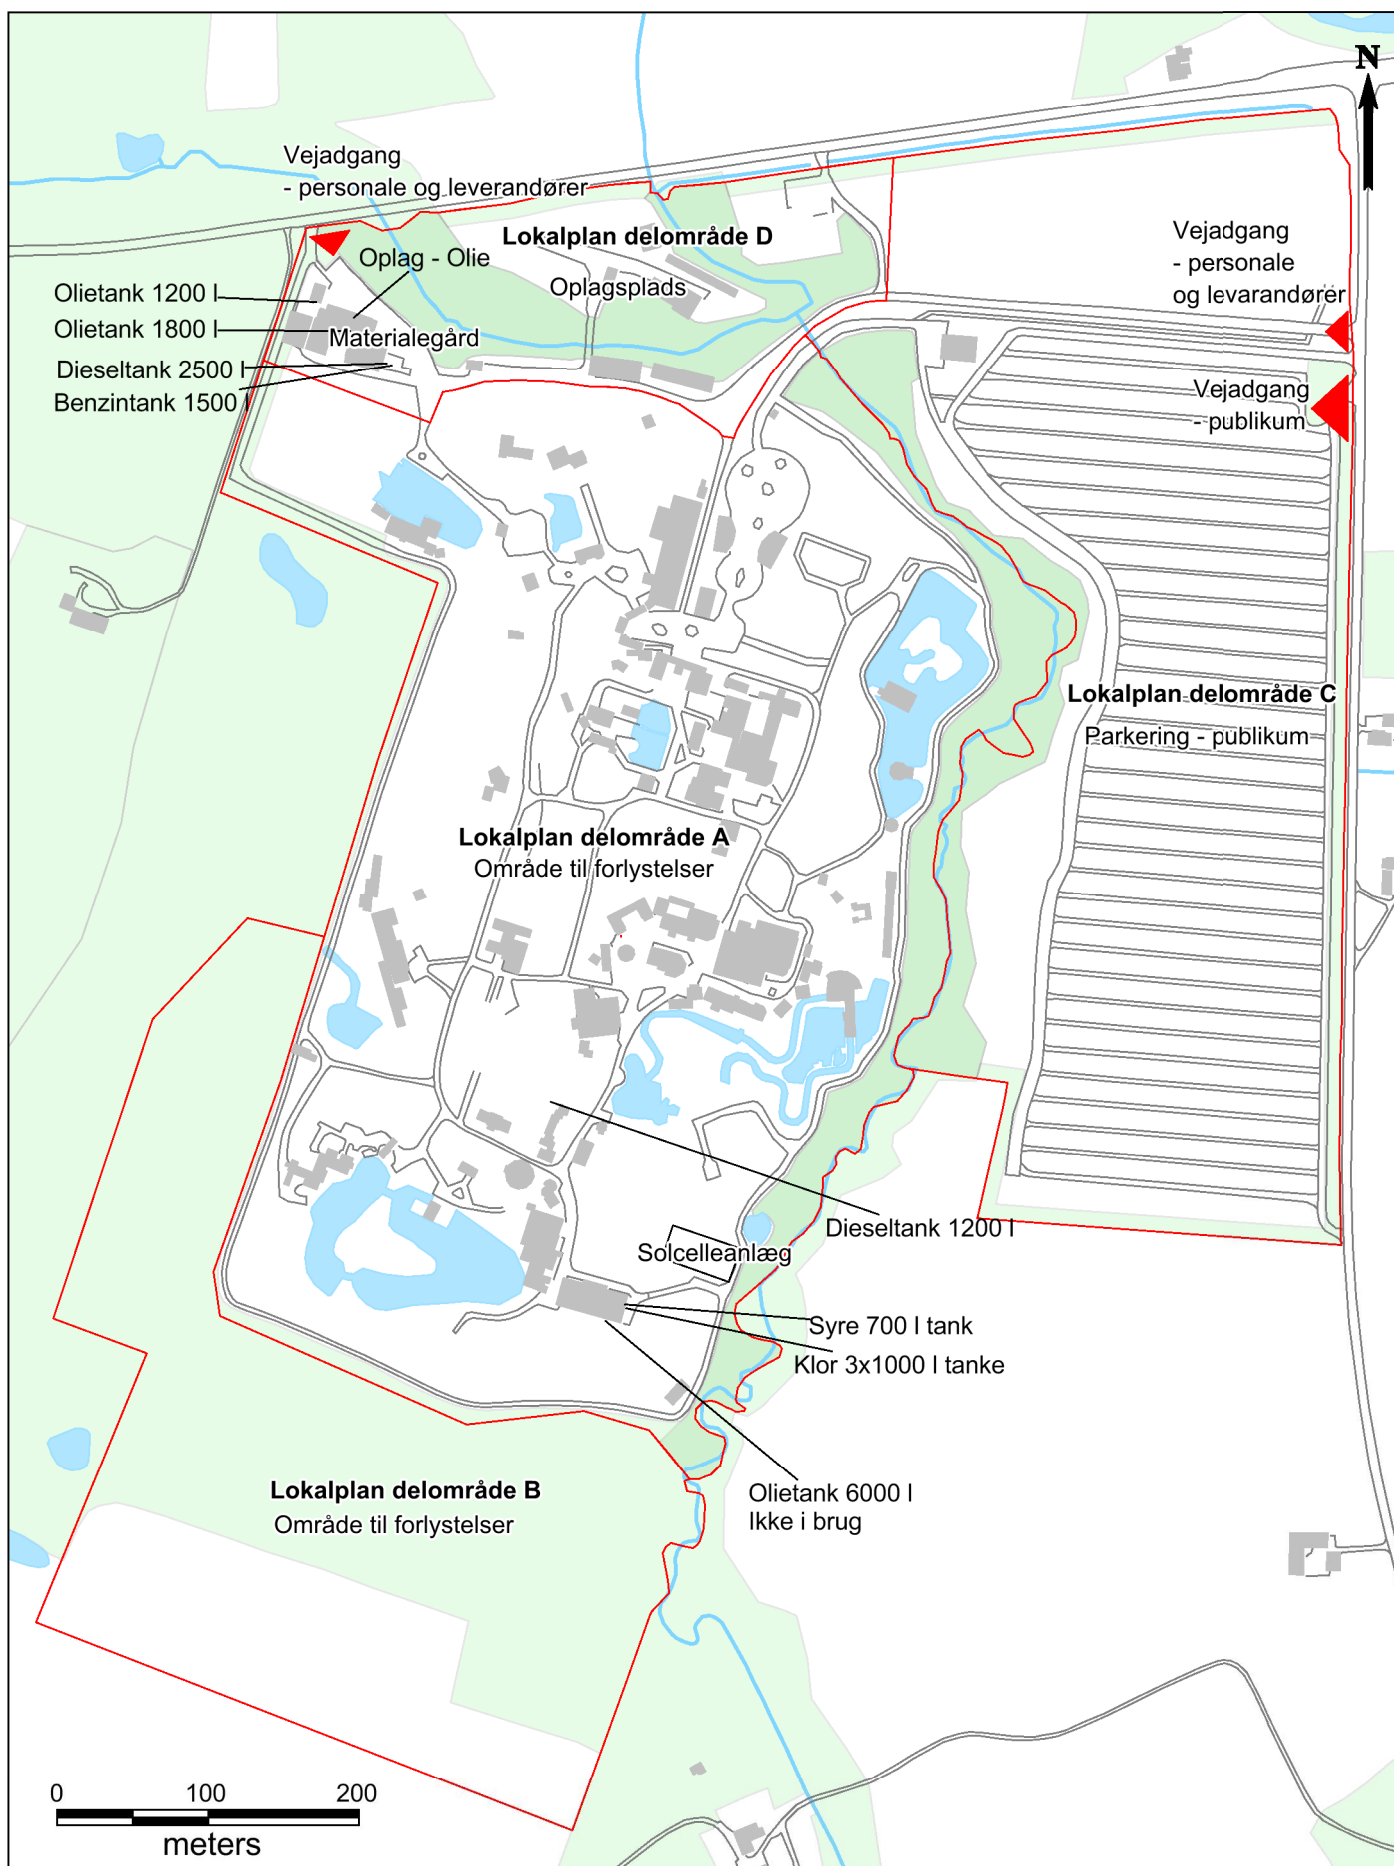 N
Vejadgang
- personale og leverandører
Lokalplan delområde D
Vejadgang
- personale
og levarandører
Oplag - Olie
Oplagsplads
Olietank 1200 l
Olietank 1800 l
Materialegård
Dieseltank 2500 l
Benzintank 1500 l
Vejadgang
- publikum
Lokalplan delområde C
Parkering - publikum
Lokalplan delområde A
Område til forlystelser
Dieseltank 1200 l
Solcelleanlæg
Syre 700 l tank
Klor 3x1000 l tanke
Olietank 6000 l
Ikke i brug
Lokalplan delområde B
Område til forlystelser
0 100 200
meters